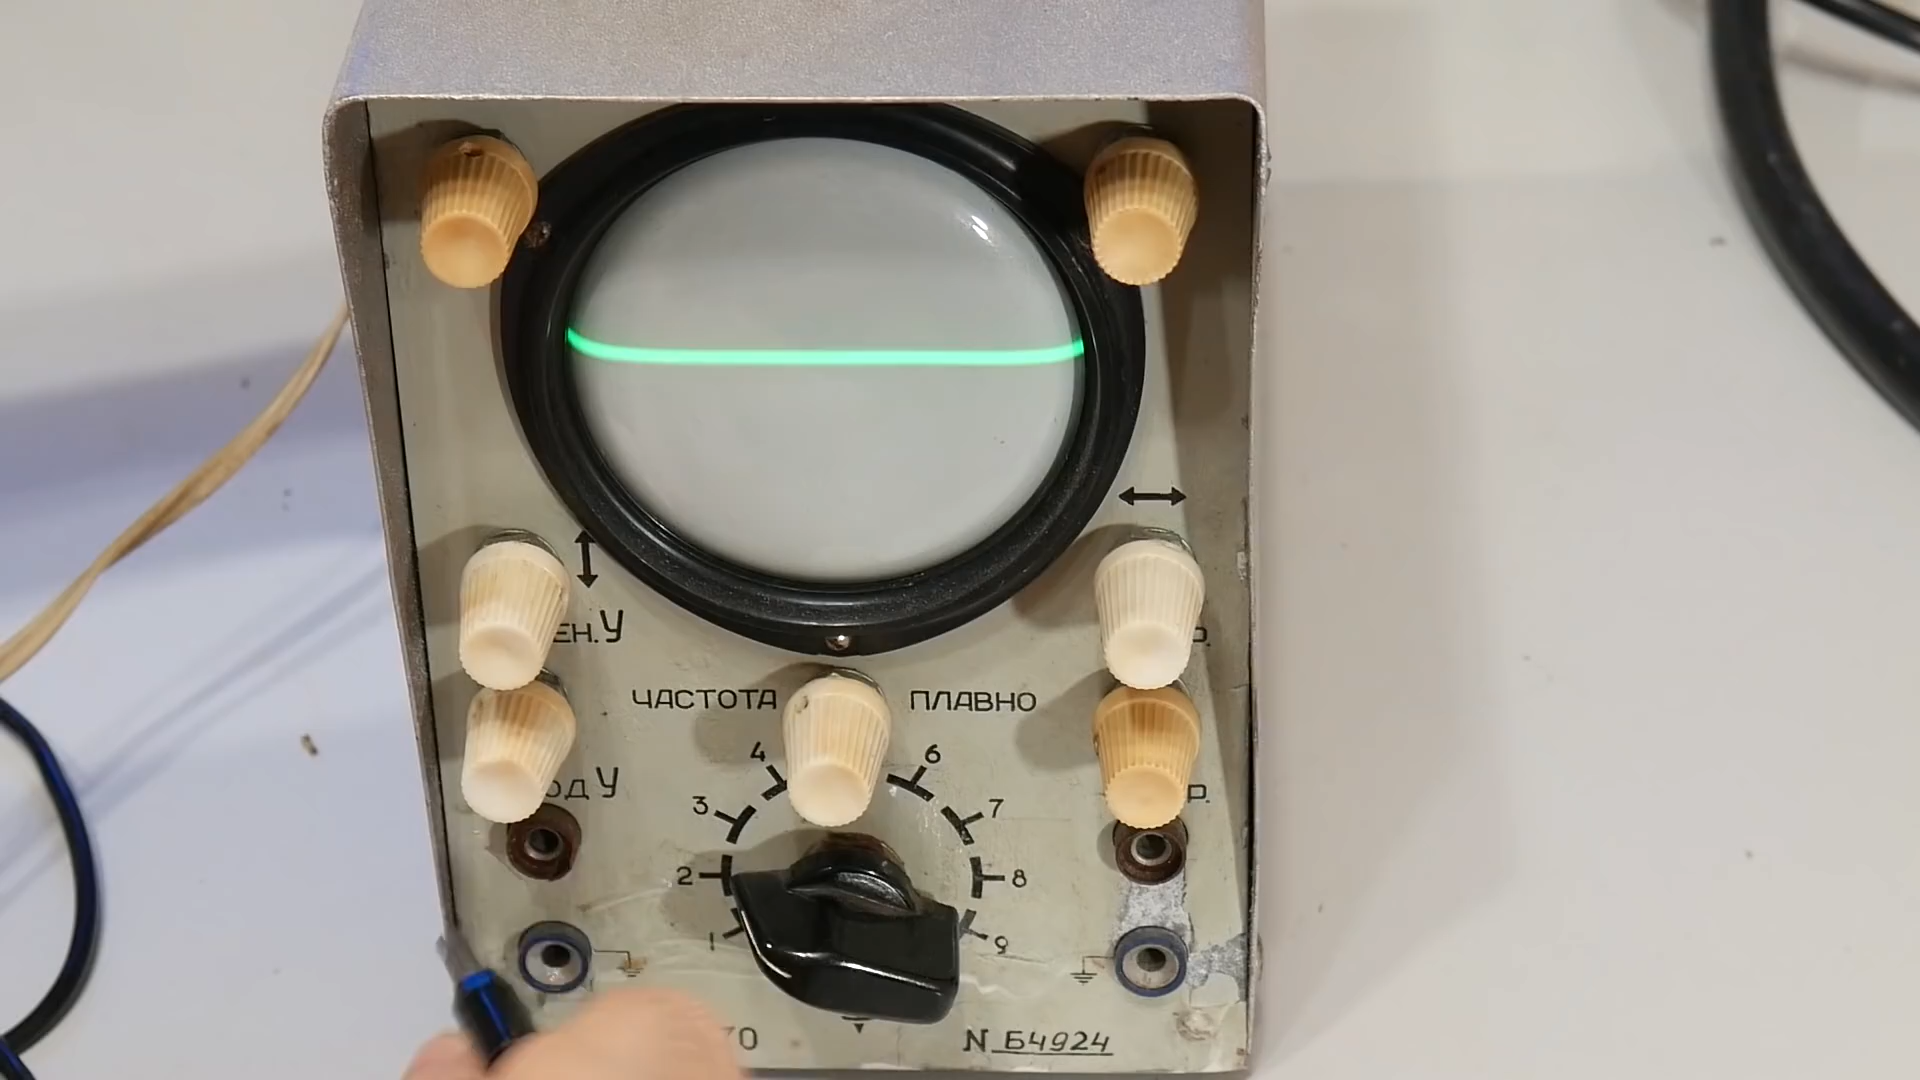 ЕН.У
Р.
ЧАСТОТА ПЛАВНО
4 6
ОД У Р.
3 7
2 8
1 9
70 N Б4924